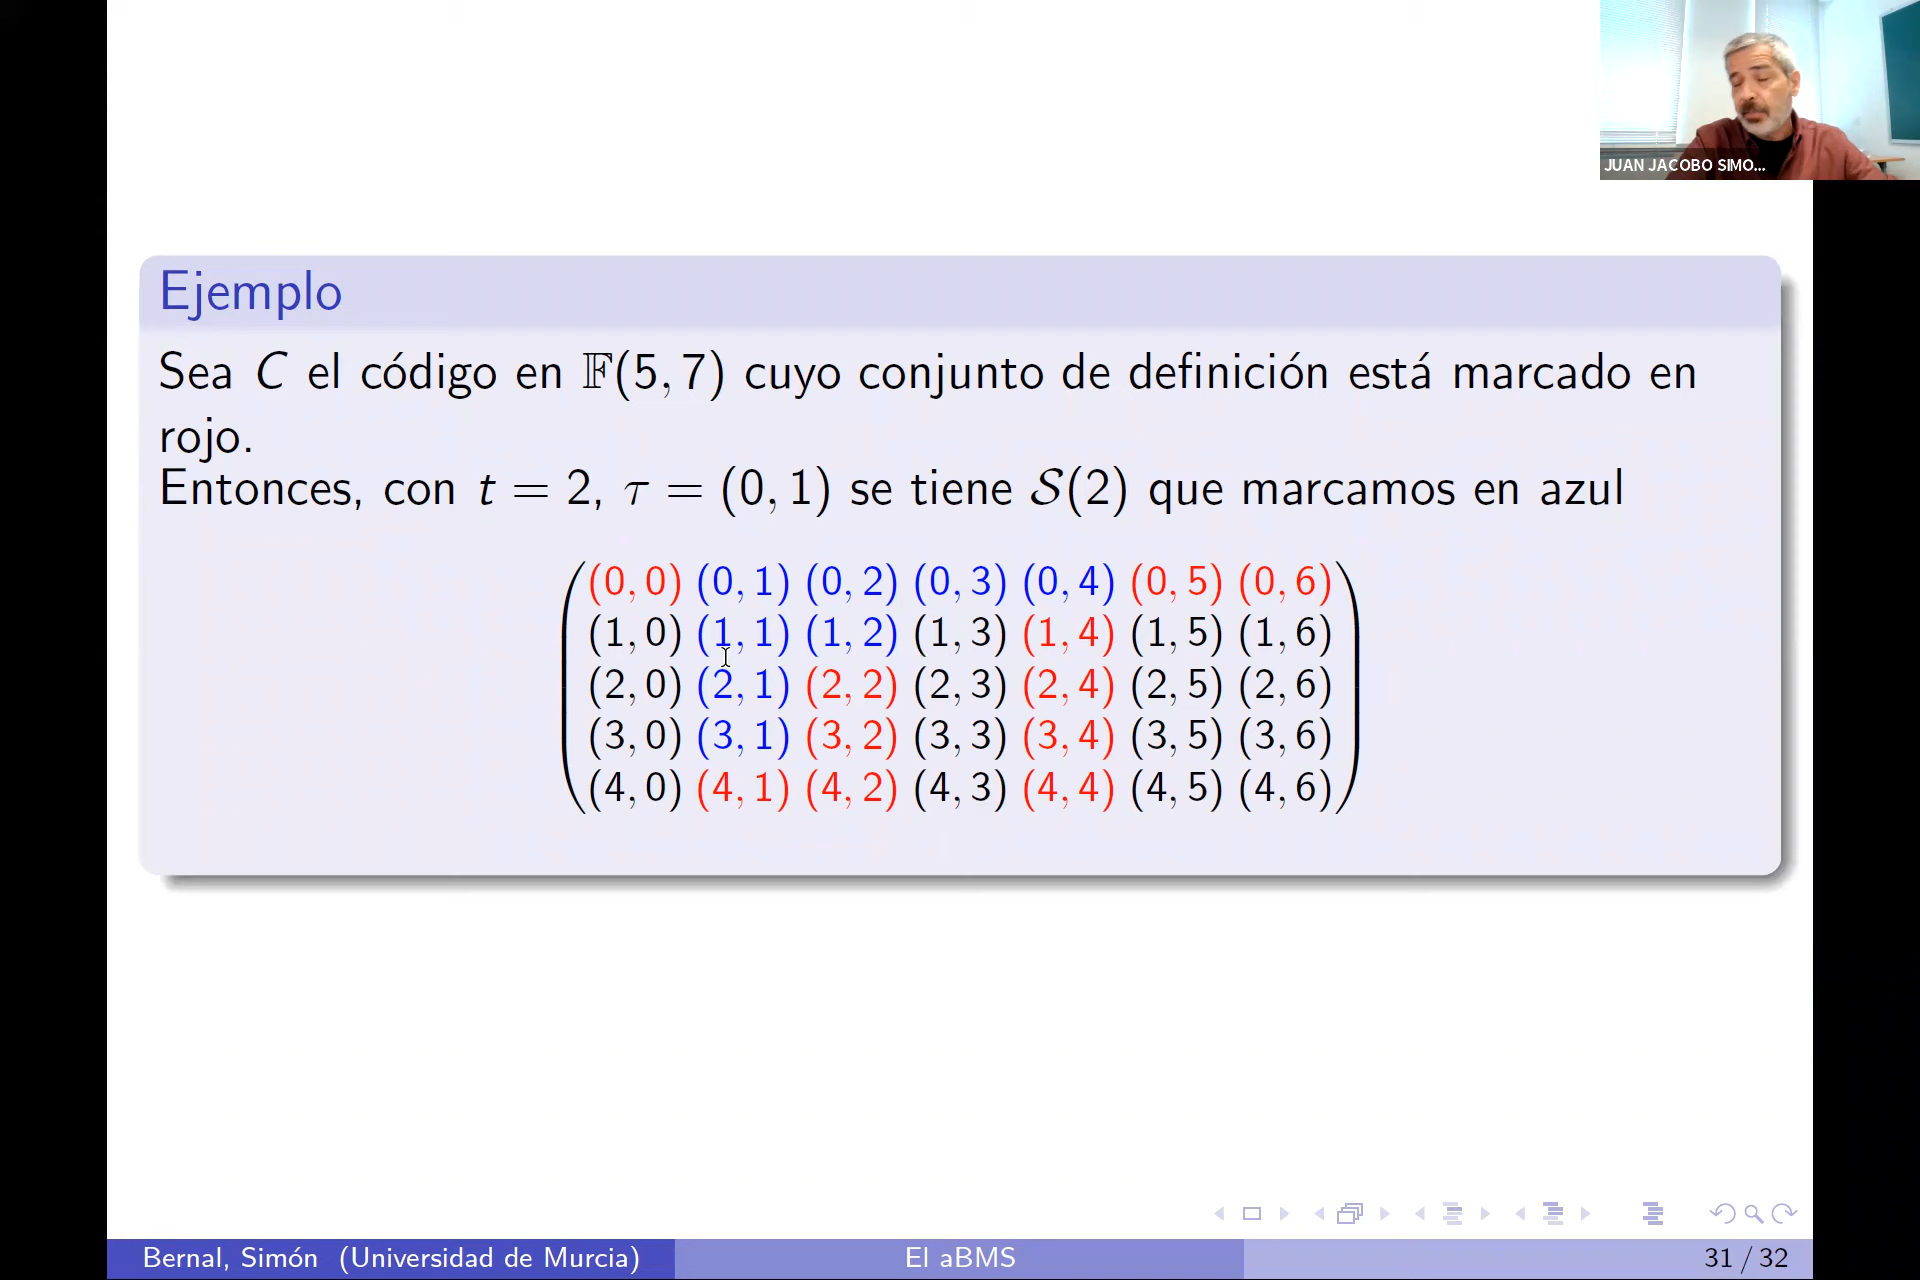 JUAN JACOBO SIMO...
Ejemplo
Sea C el código en 𝔽(5, 7) cuyo conjunto de definición está marcado en
rojo.
Entonces, con t = 2, τ = (0, 1) se tiene 𝒮(2) que marcamos en azul
(0, 0) (0, 1) (0, 2) (0, 3) (0, 4) (0, 5) (0, 6)
(1, 0) (1, 1) (1, 2) (1, 3) (1, 4) (1, 5) (1, 6)
(2, 0) (2, 1) (2, 2) (2, 3) (2, 4) (2, 5) (2, 6)
(3, 0) (3, 1) (3, 2) (3, 3) (3, 4) (3, 5) (3, 6)
(4, 0) (4, 1) (4, 2) (4, 3) (4, 4) (4, 5) (4, 6)
Bernal, Simón (Universidad de Murcia) El aBMS 31 / 32